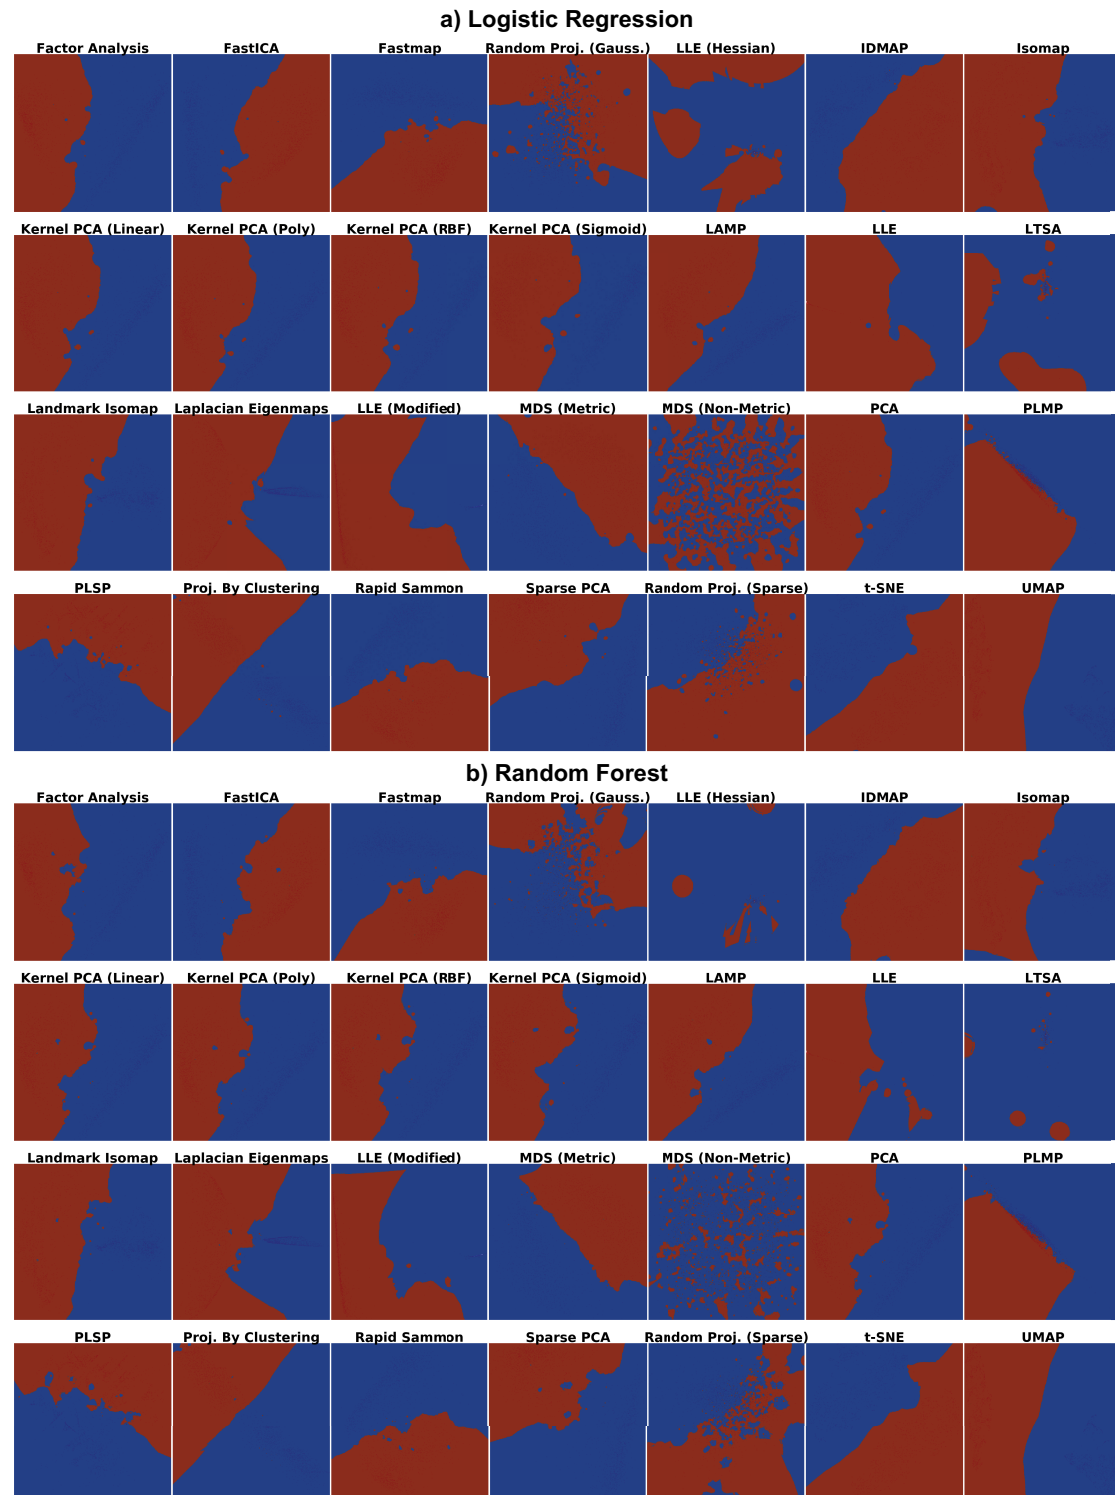 a) Logistic Regression
Factor Analysis FastICA Fastmap Random Proj. (Gauss.) LLE (Hessian) IDMAP Isomap
Kernel PCA (Linear) Kernel PCA (Poly) Kernel PCA (RBF) Kernel PCA (Sigmoid) LAMP LLE LTSA
Landmark Isomap Laplacian Eigenmaps LLE (Modified) MDS (Metric) MDS (Non-Metric) PCA PLMP
PLSP Proj. By Clustering Rapid Sammon Sparse PCA Random Proj. (Sparse) t-SNE UMAP
b) Random Forest
Factor Analysis FastICA Fastmap Random Proj. (Gauss.) LLE (Hessian) IDMAP Isomap
Kernel PCA (Linear) Kernel PCA (Poly) Kernel PCA (RBF) Kernel PCA (Sigmoid) LAMP LLE LTSA
Landmark Isomap Laplacian Eigenmaps LLE (Modified) MDS (Metric) MDS (Non-Metric) PCA PLMP
PLSP Proj. By Clustering Rapid Sammon Sparse PCA Random Proj. (Sparse) t-SNE UMAP